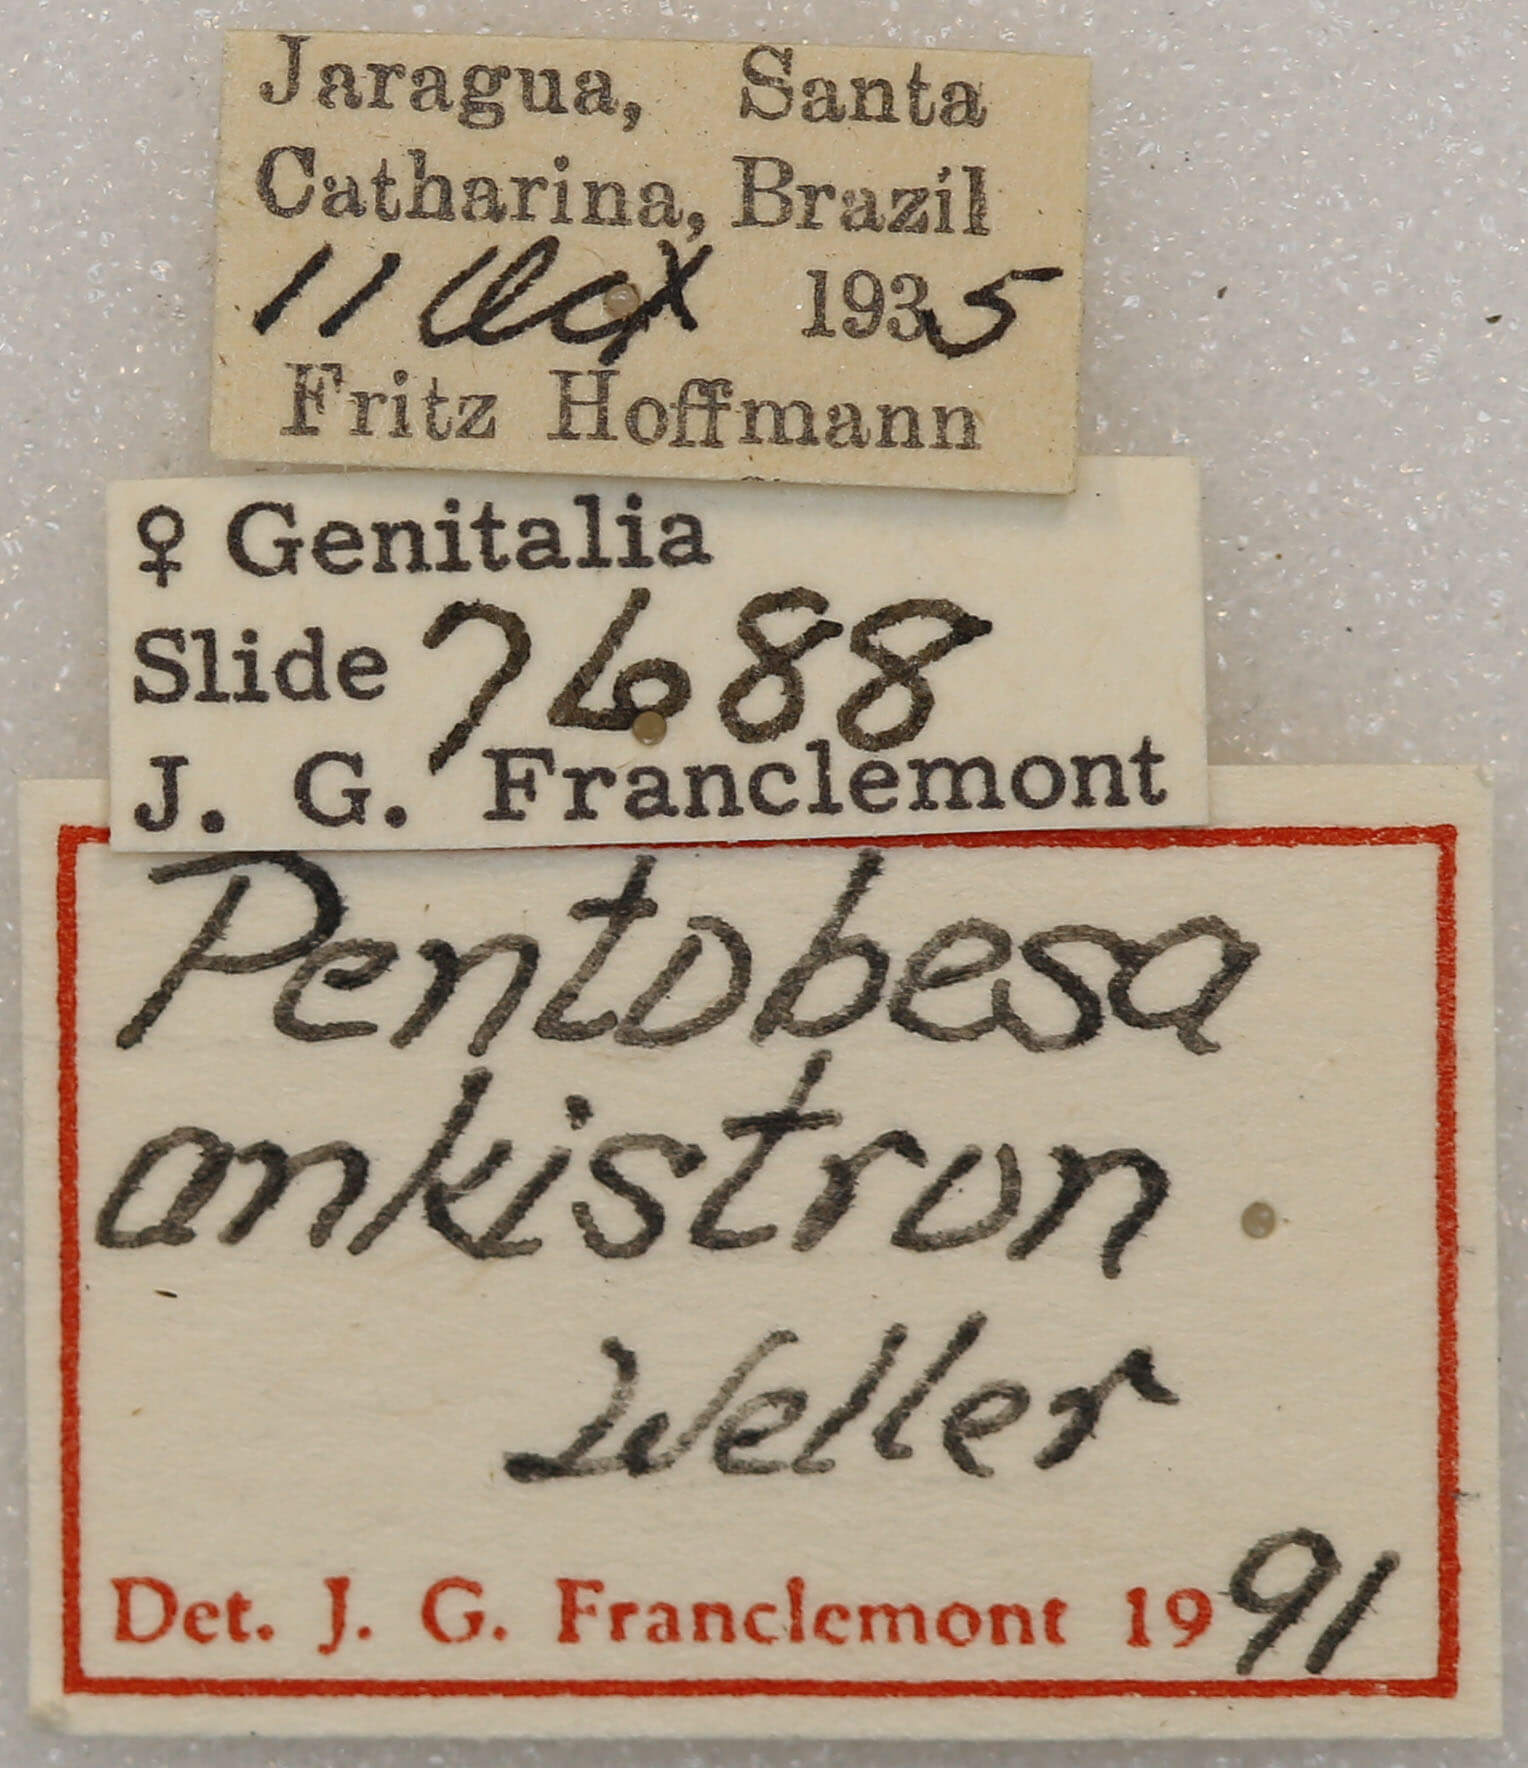 Jaragua, Santa
Catharina, Brazil
11 1935
Fritz Hoffmann
♀ Genitalia
Slide 7688
J. G. Franclemont
Pentobesa
ankistron
Weller
Det. J. G. Franclemont 1991